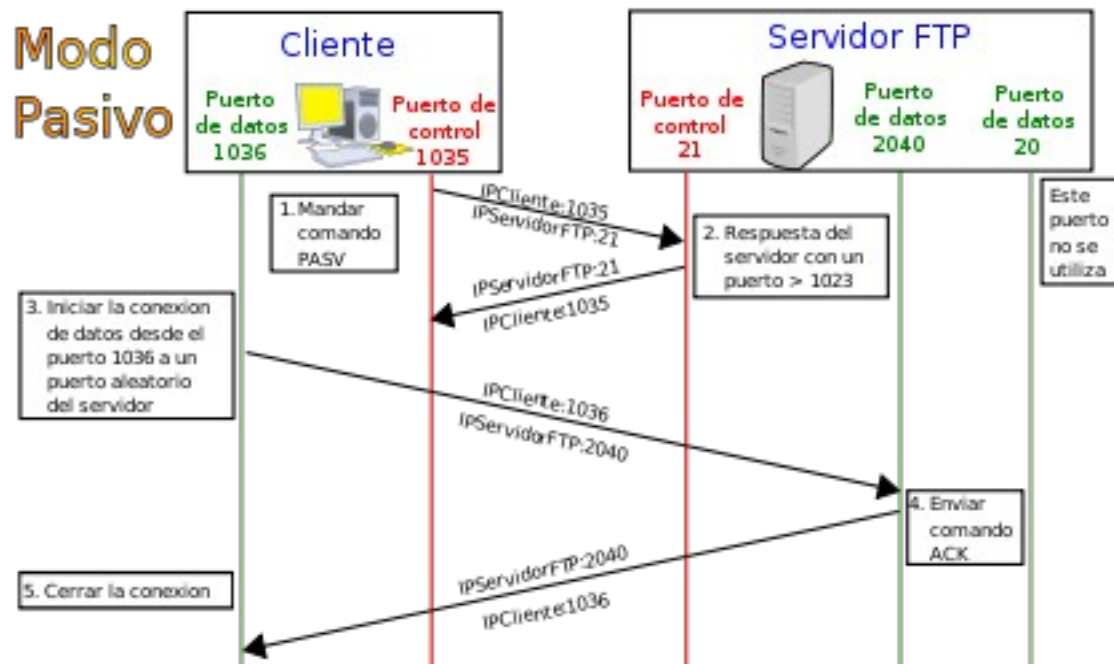 Modo
Pasivo
Cliente
Puerto
de datos
1036
Puerto de
control
1035
Servidor FTP
Puerto de
control
21
Puerto
de datos
2040
Puerto
de datos
20
1. Mandar
comando
PASV
IPCliente:1035
IPServidorFTP:21
2. Respuesta del
servidor con un
puerto > 1023
Este
puerto
no se
utiliza
IPServidorFTP:21
IPCliente:1035
3. Iniciar la conexion
de datos desde el
puerto 1036 a un
puerto aleatorio
del servidor
IPCliente:1036
IPServidorFTP:2040
4. Enviar
comando
ACK
IPServidorFTP:2040
IPCliente:1036
5. Cerrar la conexion